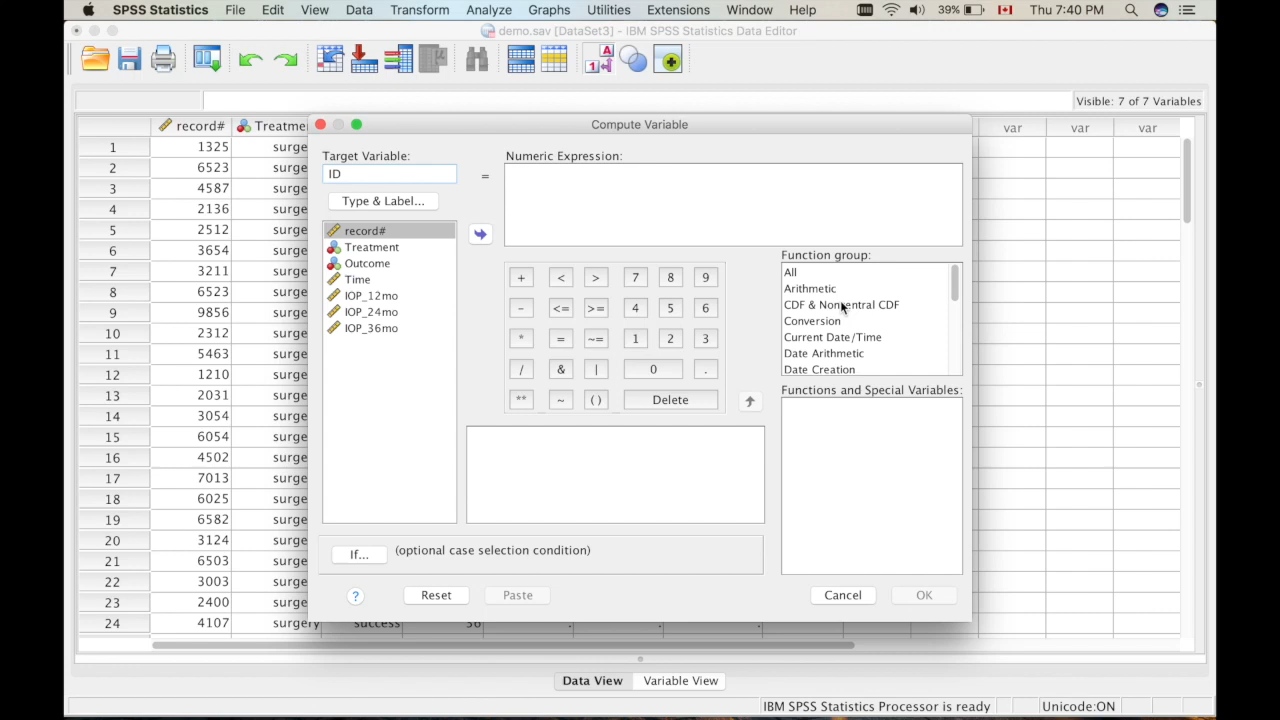 SPSS Statistics File Edit View Data Transform Analyze Graphs Utilities Extensions Window Help 39% Thu 7:40 PM
demo.sav [DataSet3] – IBM SPSS Statistics Data Editor
Visible: 7 of 7 Variables
record# Treatme var var var
1 1325 surge
2 6523 surge
3 4587 surge
4 2136 surge
5 2512 surge
6 3654 surge
7 3211 surge
8 6523 surge
9 9856 surge
10 2312 surge
11 5463 surge
12 1210 surge
13 2031 surge
14 3054 surge
15 6054 surge
16 4502 surge
17 7013 surge
18 6025 surge
19 6582 surge
20 3124 surge
21 6503 surge
22 3003 surge
23 2400 surge
24 4107 surgery success 36 . . .
Compute Variable
Target Variable:
ID
=
Numeric Expression:
Type & Label...
record#
Treatment
Outcome
Time
IOP_12mo
IOP_24mo
IOP_36mo
+ < > 7 8 9
- <= >= 4 5 6
* = ~= 1 2 3
/ & | 0 .
** ~ ( ) Delete
Function group:
All
Arithmetic
CDF & Noncentral CDF
Conversion
Current Date/Time
Date Arithmetic
Date Creation
Functions and Special Variables:
If... (optional case selection condition)
? Reset Paste Cancel OK
Data View Variable View
IBM SPSS Statistics Processor is ready Unicode:ON